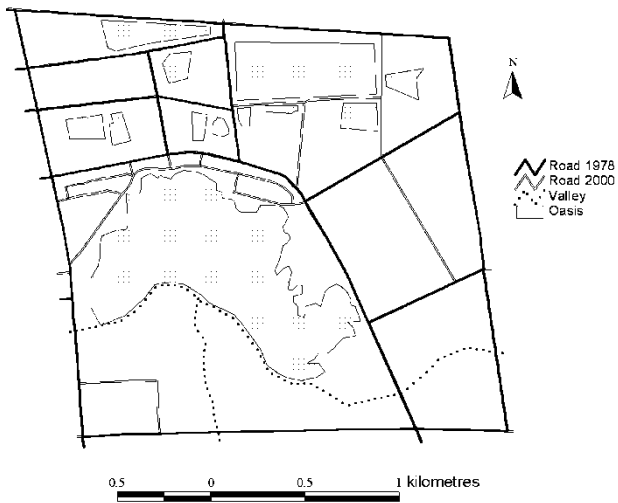 N
Road 1978
Road 2000
Valley
Oasis
0.5 0 0.5 1 kilometres